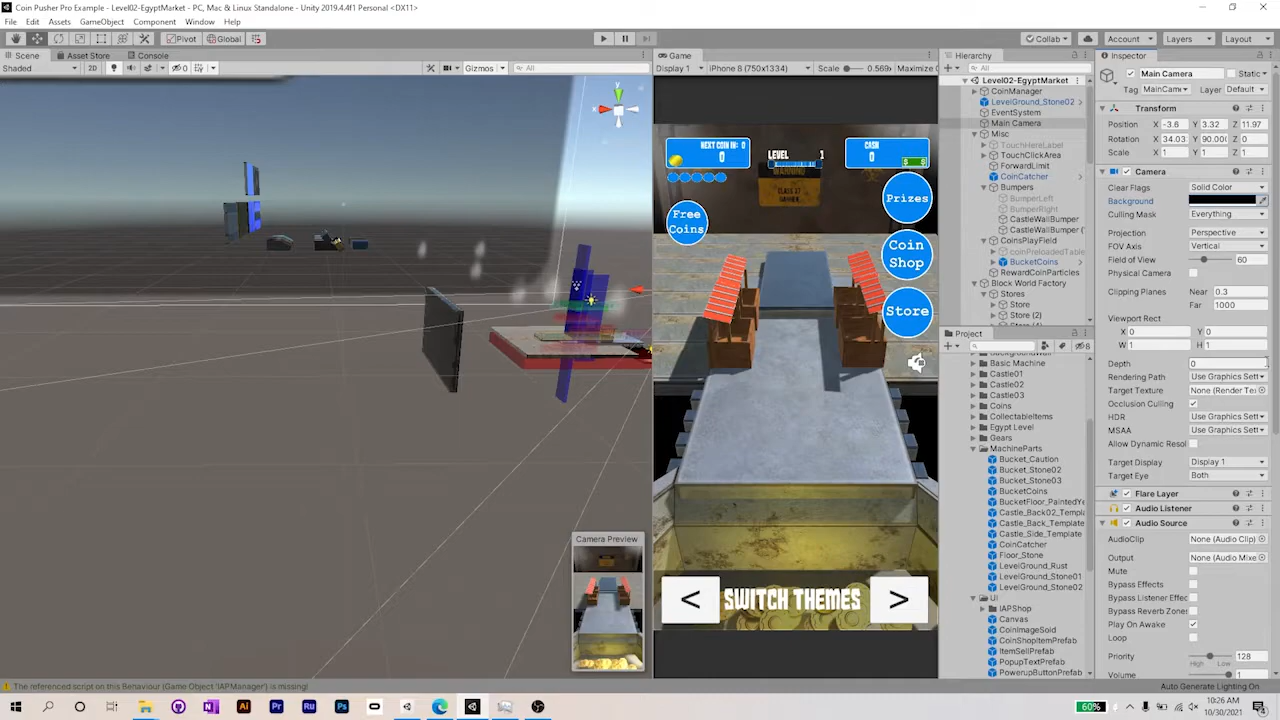 Coin Pusher Pro Example - Level02-EgyptMarket - PC, Mac & Linux Standalone - Unity 2019.4.4f1 Personal <DX11>
File Edit Assets GameObject Component Window Help
Pivot Global Collab Account Layers Layout
Scene Asset Store Console
Shaded 2D 0 Gizmos All
Game
Display 1 iPhone 8 (750x1334) Scale 0.569x Maximize
NEXT COIN IN: 0
0
LEVEL 1
CASH
0
$ $
WARNING
Free
Coins
Prizes
Coin
Shop
Store
< SWITCH THEMES >
Camera Preview
Hierarchy
All
Level02-EgyptMarket
CoinManager
LevelGround_Stone02
EventSystem
Main Camera
Misc
TouchHereLabel
TouchClickArea
ForwardLimit
CoinCatcher
Bumpers
BumperLeft
BumperRight
CastleWallBumper
CastleWallBumper (
CoinsPlayField
coinPreloadedTable
BucketCoins
RewardCoinParticles
Block World Factory
Stores
Store
Store (2)
Project
8
Basic Machine
Castle01
Castle02
Castle03
Coins
CollectableItems
Egypt Level
Gears
MachineParts
Bucket_Caution
Bucket_Stone02
Bucket_Stone03
BucketCoins
BucketFloor_PaintedYe
Castle_Back02_Templa
Castle_Back_Template
Castle_Side_Template
CoinCatcher
Floor_Stone
LevelGround_Rust
LevelGround_Stone01
LevelGround_Stone02
UI
IAPShop
Canvas
CoinImageSold
CoinShopItemPrefab
ItemSellPrefab
PopupTextPrefab
PowerupButtonPrefab
Inspector
Main Camera Static
Tag MainCam Layer Default
Transform
Position X -3.6 Y 3.32 Z 11.97
Rotation X 34.03 Y 90.000 Z 0
Scale X 1 Y 1 Z 1
Camera
Clear Flags Solid Color
Background
Culling Mask Everything
Projection Perspective
FOV Axis Vertical
Field of View 60
Physical Camera
Clipping Planes Near 0.3
Far 1000
Viewport Rect
X 0 Y 0
W 1 H 1
Depth 0
Rendering Path Use Graphics Sett
Target Texture None (Render Te
Occlusion Culling
HDR Use Graphics Sett
MSAA Use Graphics Sett
Allow Dynamic Resol
Target Display Display 1
Target Eye Both
Flare Layer
Audio Listener
Audio Source
AudioClip None (Audio Clip)
Output None (Audio Mixe
Mute
Bypass Effects
Bypass Listener Effec
Bypass Reverb Zones
Play On Awake
Loop
Priority 128
High Low
Volume 1
The referenced script on this Behaviour (Game Object 'IAPManager') is missing!
Auto Generate Lighting On
60%
10:26 AM
10/30/2021